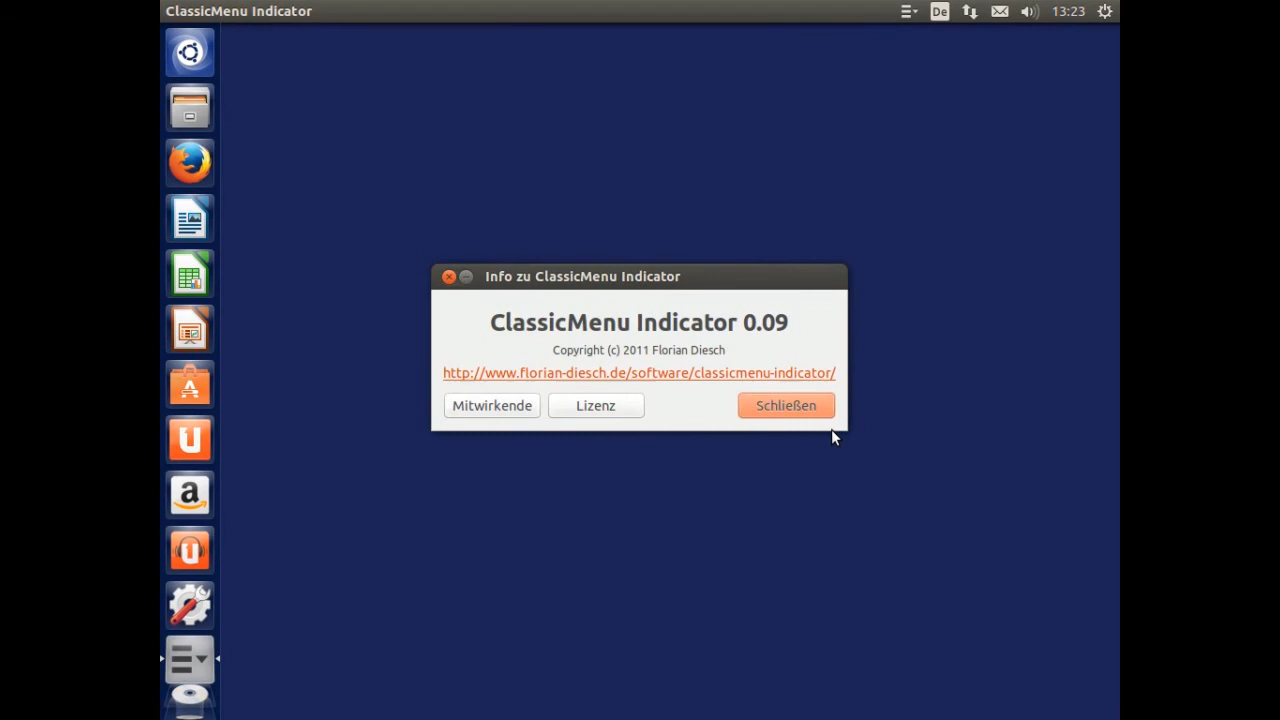 ClassicMenu Indicator
De
13:23
Info zu ClassicMenu Indicator
ClassicMenu Indicator 0.09
Copyright (c) 2011 Florian Diesch
http://www.florian-diesch.de/software/classicmenu-indicator/
Mitwirkende Lizenz Schließen